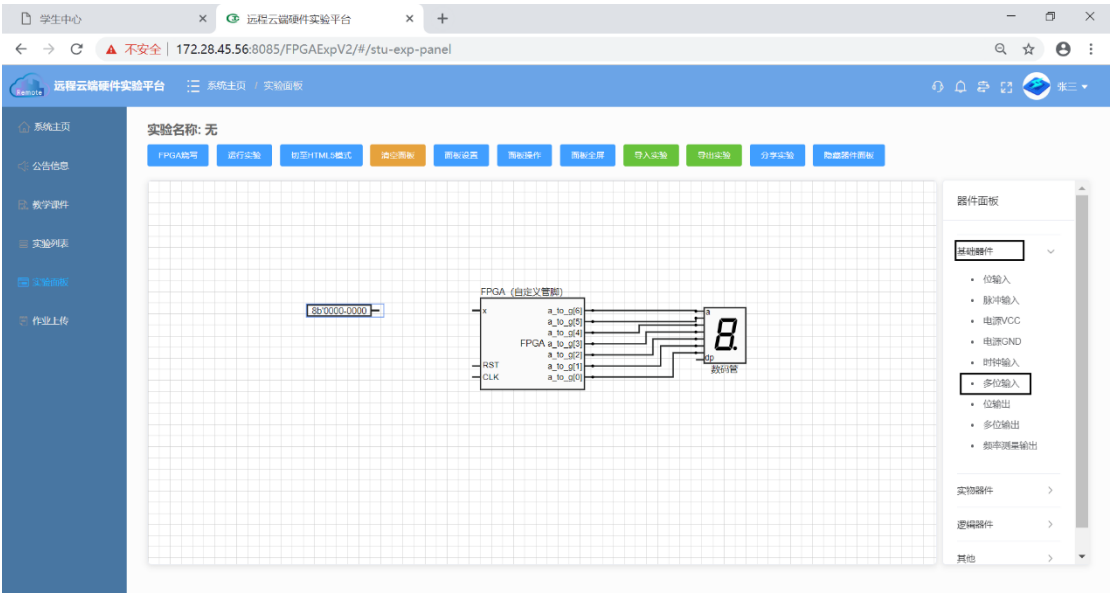 学生中心
远程云端硬件实验平台
不安全 172.28.45.56:8085/FPGAExpV2/#/stu-exp-panel
Remote 远程云端硬件实验平台 系统主页 / 实验面板 张三
系统主页
公告信息
教学课件
实验列表
实验面板
作业上传
实验名称: 无
FPGA烧写 运行实验 切至HTML5模式 清空面板 面板设置 面板操作 面板全屏 导入实验 导出实验 分享实验 隐藏器件面板
8b'0000-0000
FPGA (自定义管脚)
x
RST
CLK
FPGA
a_to_g[6]
a_to_g[5]
a_to_g[4]
a_to_g[3]
a_to_g[2]
a_to_g[1]
a_to_g[0]
a
8.
dp
数码管
器件面板
基础器件
位输入
脉冲输入
电源VCC
电源GND
时钟输入
多位输入
位输出
多位输出
频率测量输出
实物器件
逻辑器件
其他